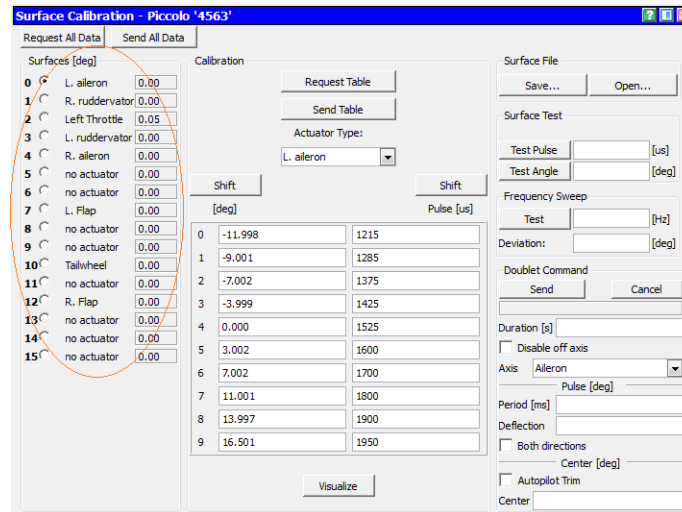 Surface Calibration - Piccolo '4563'
Request All Data Send All Data
Surfaces [deg]
0 L. aileron 0.00
1 R. ruddervator 0.00
2 Left Throttle 0.05
3 L. ruddervator 0.00
4 R. aileron 0.00
5 no actuator 0.00
6 no actuator 0.00
7 L. Flap 0.00
8 no actuator 0.00
9 no actuator 0.00
10 Tailwheel 0.00
11 no actuator 0.00
12 R. Flap 0.00
13 no actuator 0.00
14 no actuator 0.00
15 no actuator 0.00
Calibration
Request Table
Send Table
Actuator Type:
L. aileron
Shift Shift
[deg] Pulse [us]
0 -11.998 1215
1 -9.001 1285
2 -7.002 1375
3 -3.999 1425
4 0.000 1525
5 3.002 1600
6 7.002 1700
7 11.001 1800
8 13.997 1900
9 16.501 1950
Visualize
Surface File
Save... Open...
Surface Test
Test Pulse [us]
Test Angle [deg]
Frequency Sweep
Test [Hz]
Deviation: [deg]
Doublet Command
Send Cancel
Duration [s]
Disable off axis
Axis Aileron
Pulse [deg]
Period [ms]
Deflection
Both directions
Center [deg]
Autopilot Trim
Center